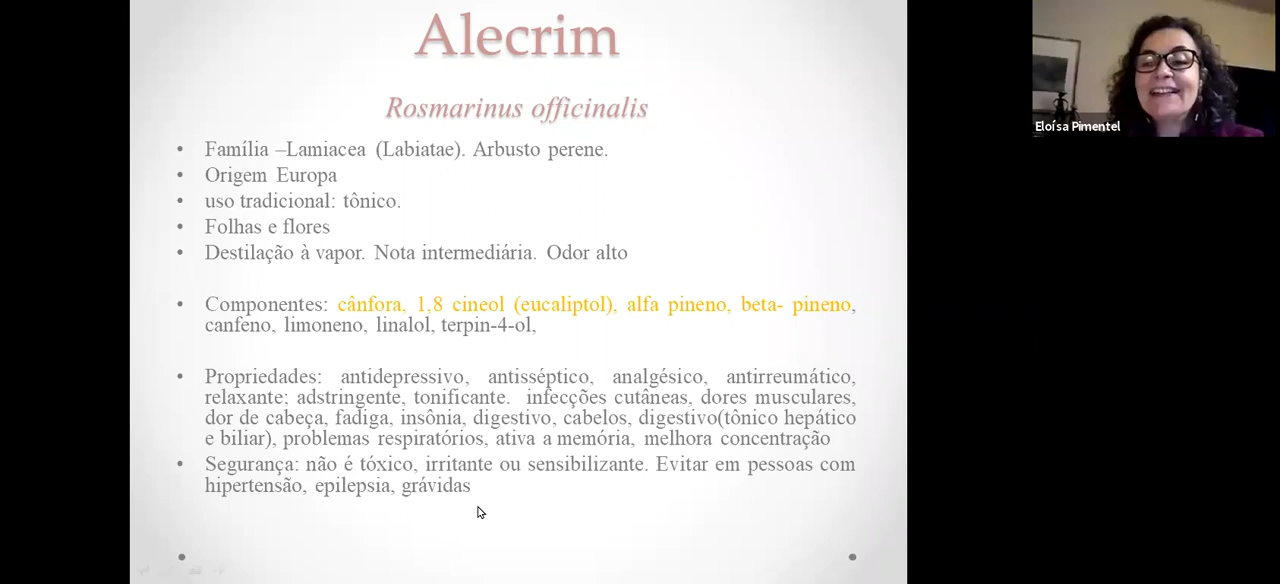 Alecrim
Rosmarinus officinalis
• Família –Lamiacea (Labiatae). Arbusto perene.
• Origem Europa
• uso tradicional: tônico.
• Folhas e flores
• Destilação à vapor. Nota intermediária. Odor alto
• Componentes: cânfora, 1,8 cineol (eucaliptol), alfa pineno, beta- pineno,
canfeno, limoneno, linalol, terpin-4-ol,
• Propriedades: antidepressivo, antisséptico, analgésico, antirreumático,
relaxante; adstringente, tonificante. infecções cutâneas, dores musculares,
dor de cabeça, fadiga, insônia, digestivo, cabelos, digestivo(tônico hepático
e biliar), problemas respiratórios, ativa a memória, melhora concentração
• Segurança: não é tóxico, irritante ou sensibilizante. Evitar em pessoas com
hipertensão, epilepsia, grávidas
Eloísa Pimentel